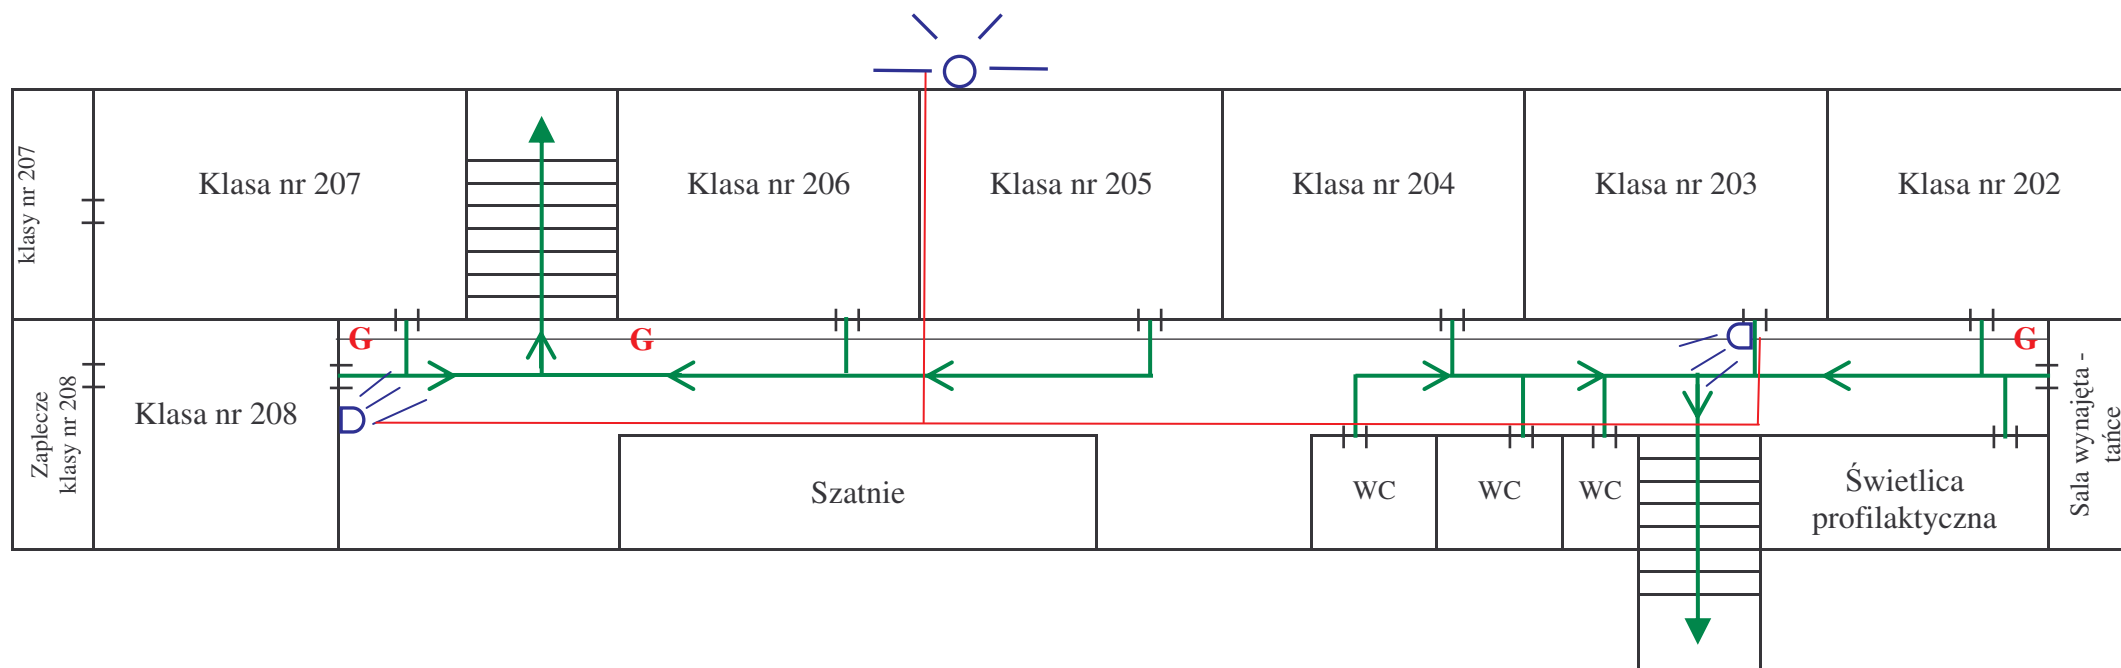 klasy nr 207
Klasa nr 207
Klasa nr 206
Klasa nr 205
Klasa nr 204
Klasa nr 203
Klasa nr 202
G
G
G
Zaplecze
klasy nr 208
Klasa nr 208
Szatnie
WC
WC
WC
Świetlica
profilaktyczna
Sala wynajęta -
tańce